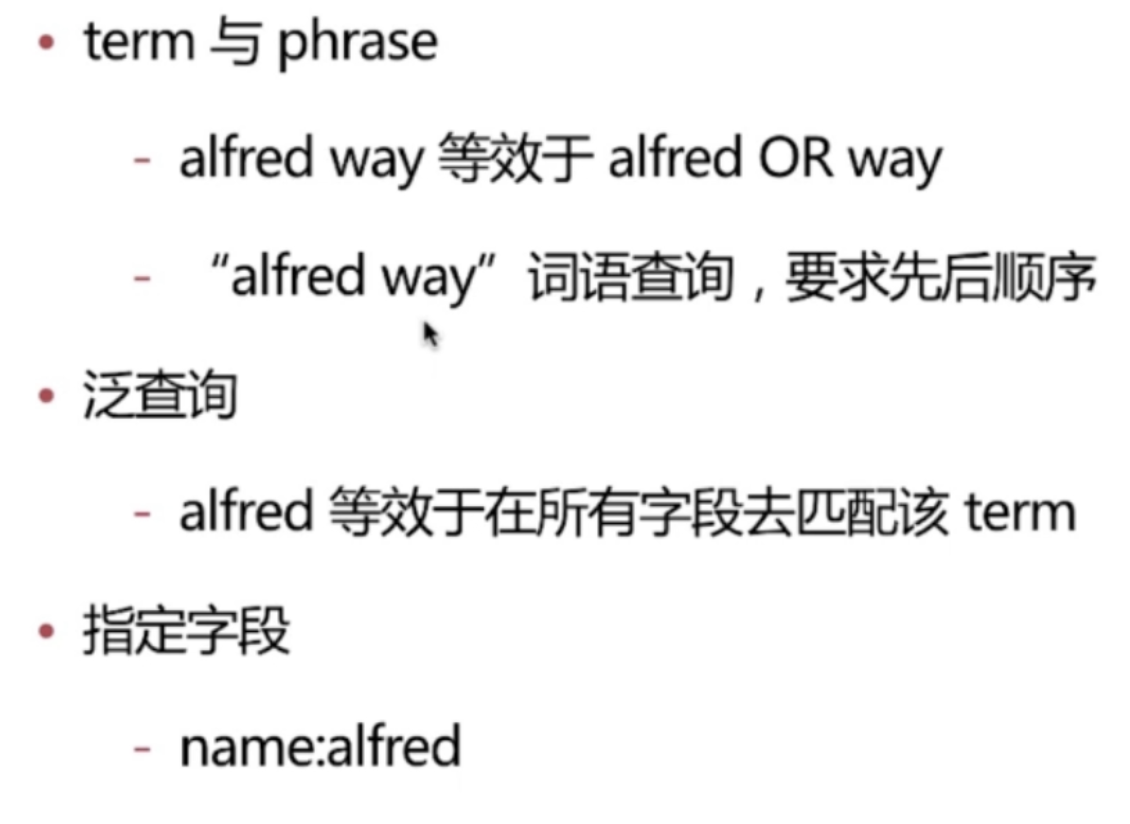 • term 与 phrase
- alfred way 等效于 alfred OR way
- “alfred way” 词语查询，要求先后顺序
• 泛查询
- alfred 等效于在所有字段去匹配该 term
• 指定字段
- name:alfred